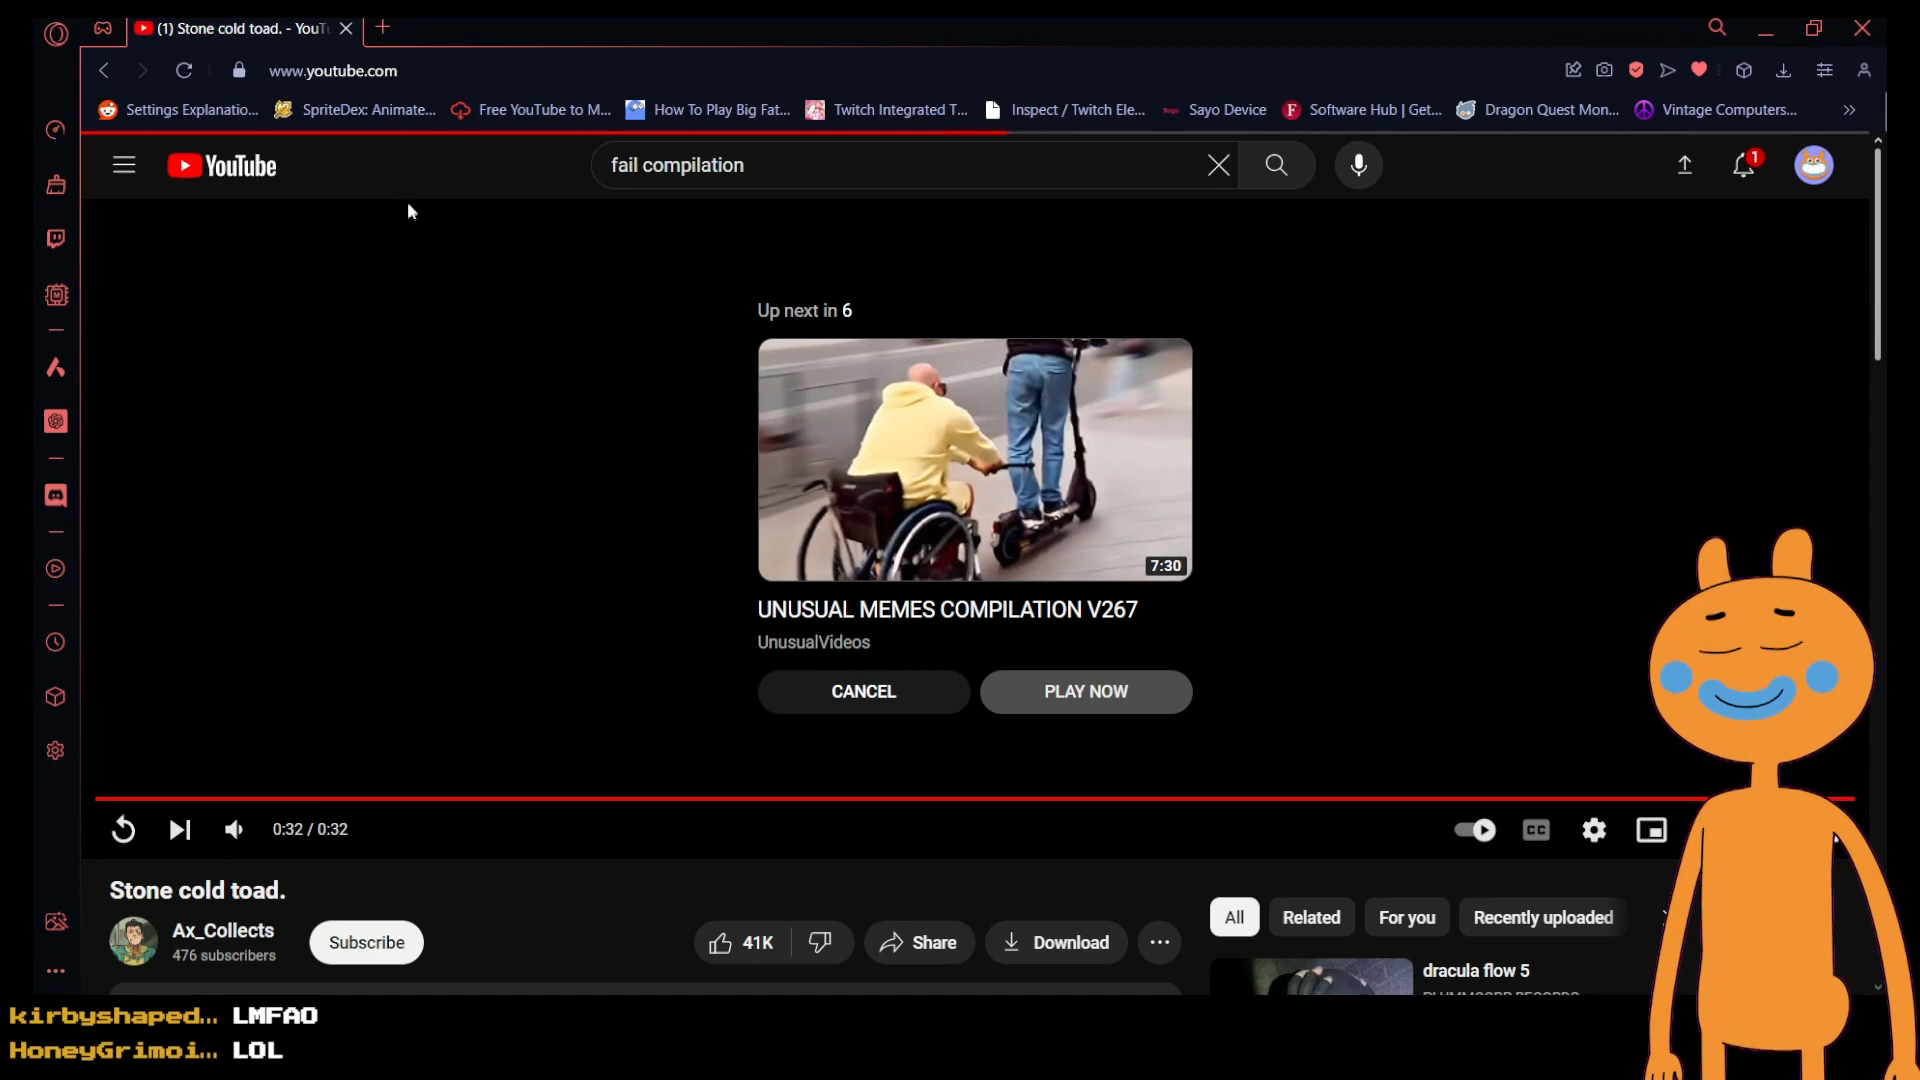 (1) Stone cold toad. - YouT
www.youtube.com
Settings Explanatio...
SpriteDex: Animate...
Free YouTube to M...
How To Play Big Fat...
Twitch Integrated T...
Inspect / Twitch Ele...
Sayo Device
Software Hub | Get...
Dragon Quest Mon...
Vintage Computers...
YouTube
fail compilation
1
Up next in 6
7:30
UNUSUAL MEMES COMPILATION V267
UnusualVideos
CANCEL
PLAY NOW
0:32 / 0:32
CC
Stone cold toad.
Ax_Collects
476 subscribers
Subscribe
41K
Share
Download
All
Related
For you
Recently uploaded
dracula flow 5
kirbyshaped... LMFAO
HoneyGrimoi... LOL